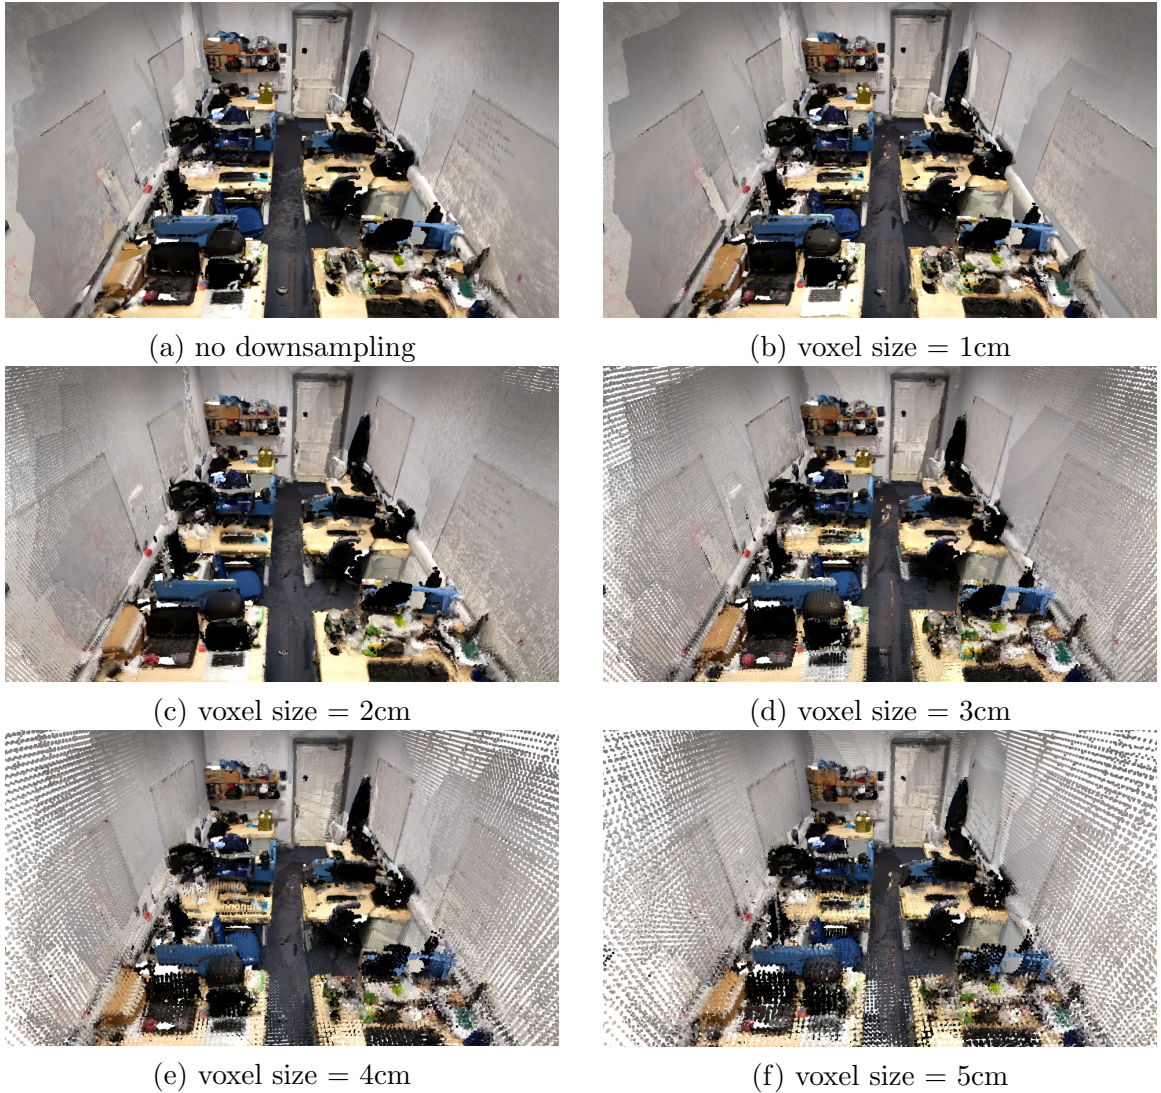 (a) no downsampling
(b) voxel size = 1cm
(c) voxel size = 2cm
(d) voxel size = 3cm
(e) voxel size = 4cm
(f) voxel size = 5cm